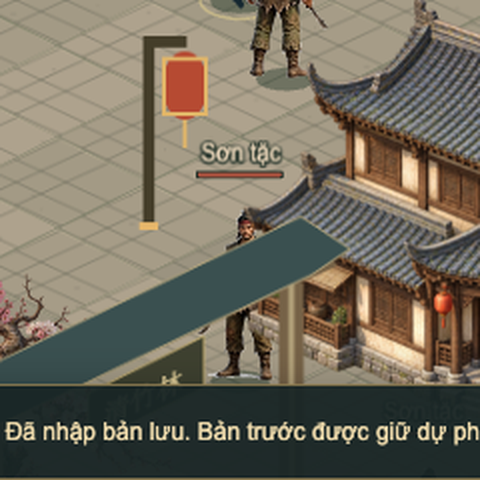 Sơn tặc
Đã nhập bản lưu. Bản trước được giữ dự ph